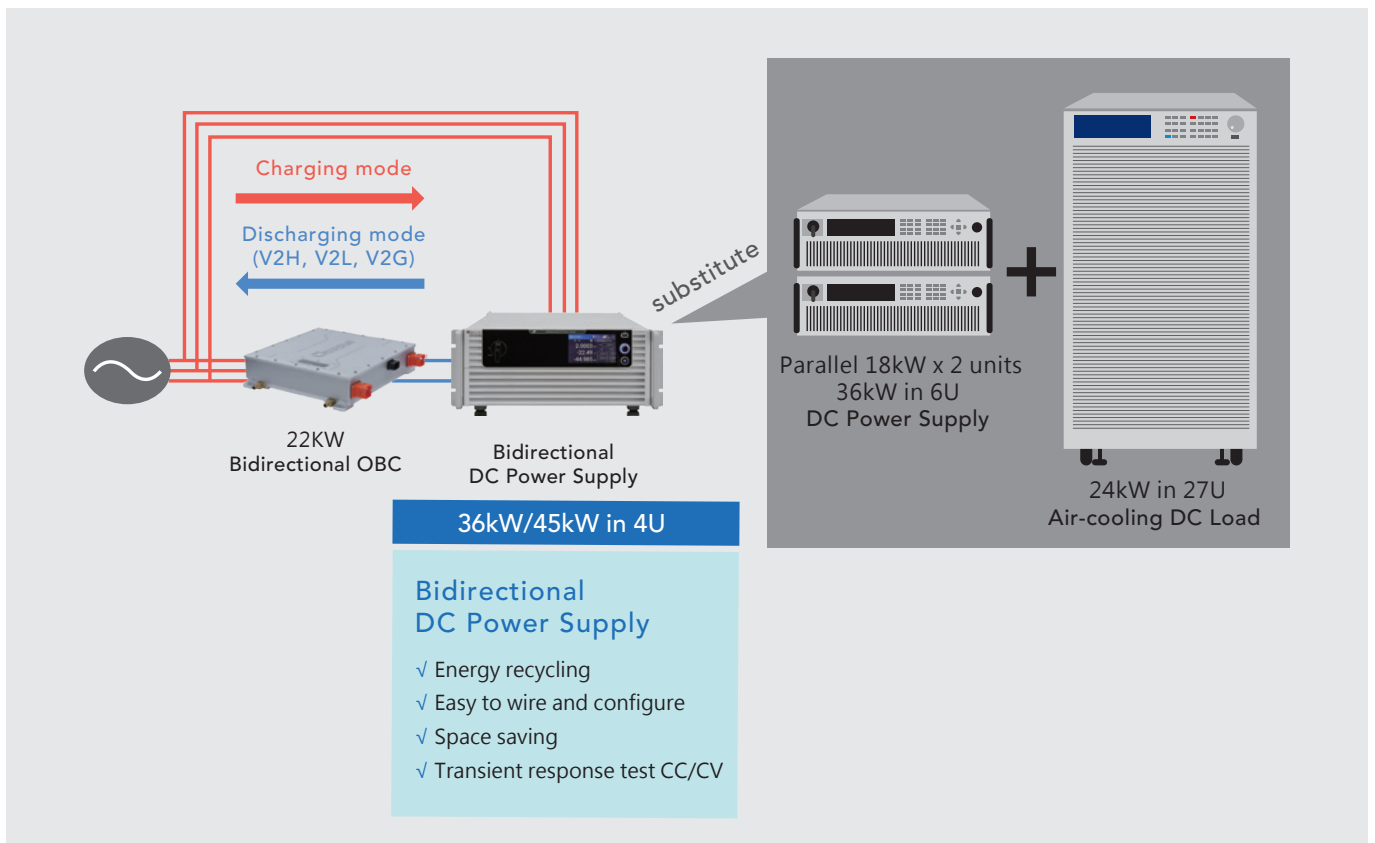 Charging mode
Discharging mode
(V2H, V2L, V2G)
substitute
22KW
Bidirectional OBC
Bidirectional
DC Power Supply
Parallel 18kW x 2 units
36kW in 6U
DC Power Supply
24kW in 27U
Air-cooling DC Load
36kW/45kW in 4U
Bidirectional
DC Power Supply
√ Energy recycling
√ Easy to wire and configure
√ Space saving
√ Transient response test CC/CV